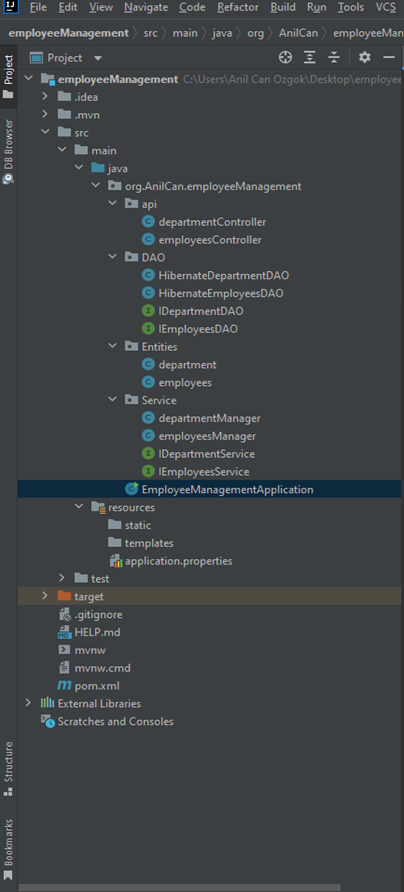 IJ File Edit View Navigate Code Refactor Build Run Tools VCS
employeeManagement src main java org AnilCan employeeMan
Project
Project
DB Browser
Structure
Bookmarks
employeeManagement C:\Users\Anil Can Ozgok\Desktop\employee
.idea
.mvn
src
main
java
org.AnilCan.employeeManagement
api
departmentController
employeesController
DAO
HibernateDepartmentDAO
HibernateEmployeesDAO
IDepartmentDAO
IEmployeesDAO
Entities
department
employees
Service
departmentManager
employeesManager
IDepartmentService
IEmployeesService
EmployeeManagementApplication
resources
static
templates
application.properties
test
target
.gitignore
HELP.md
mvnw
mvnw.cmd
pom.xml
External Libraries
Scratches and Consoles